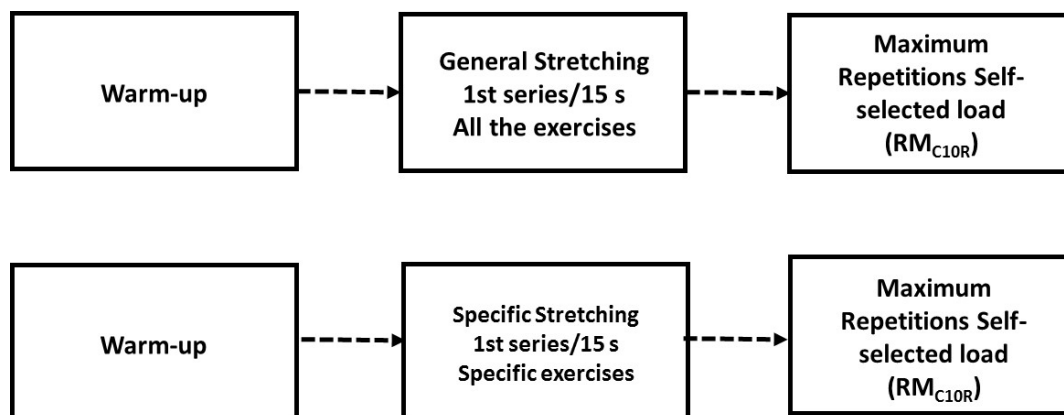 Warm-up
General Stretching
1st series/15 s
All the exercises
Maximum
Repetitions Self-
selected load
(RMC10R)
Warm-up
Specific Stretching
1st series/15 s
Specific exercises
Maximum
Repetitions Self-
selected load
(RMC10R)